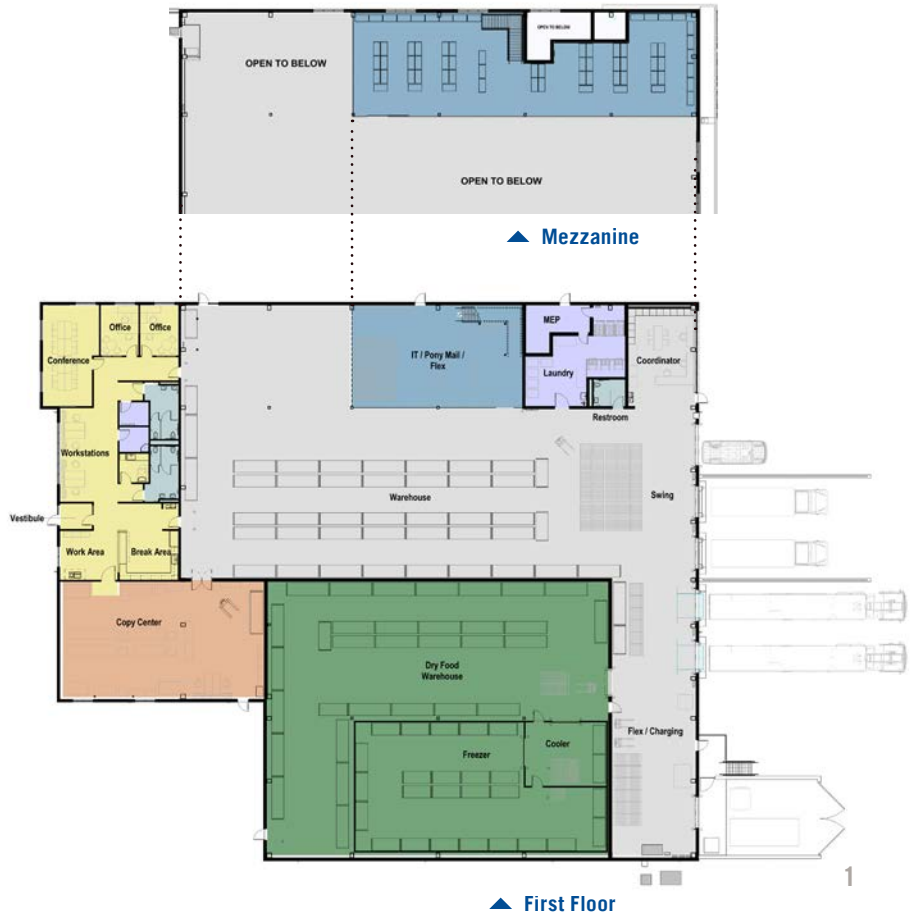 OPEN TO BELOW
OPEN TO BELOW
OPEN TO BELOW
▲ Mezzanine
Office
Office
Conference
MEP
IT / Pony Mail /
Flex
Coordinator
Laundry
Restroom
Workstations
Warehouse
Swing
Vestibule
Work Area
Break Area
Copy Center
Dry Food
Warehouse
Flex / Charging
Cooler
Freezer
1
▲ First Floor